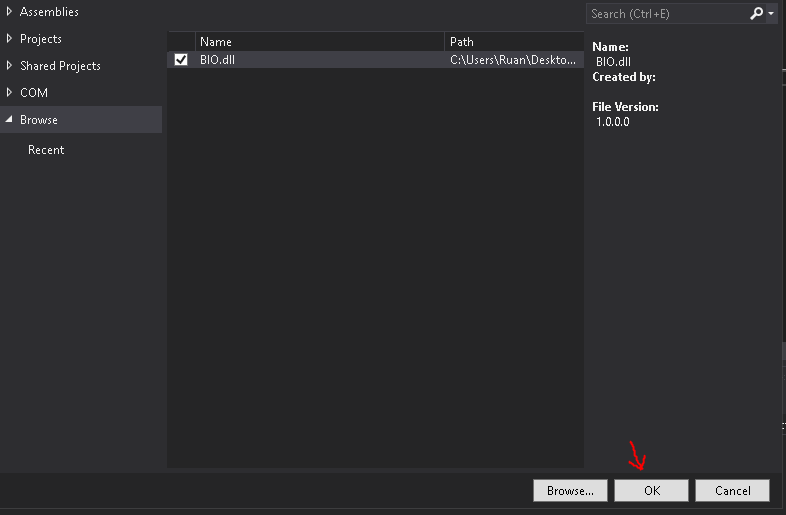 Assemblies
Projects
Shared Projects
COM
Browse
Recent
Name Path
BIO.dll C:\Users\Ruan\Deskto...
Search (Ctrl+E)
Name:
BIO.dll
Created by:
File Version:
1.0.0.0
Browse... OK Cancel